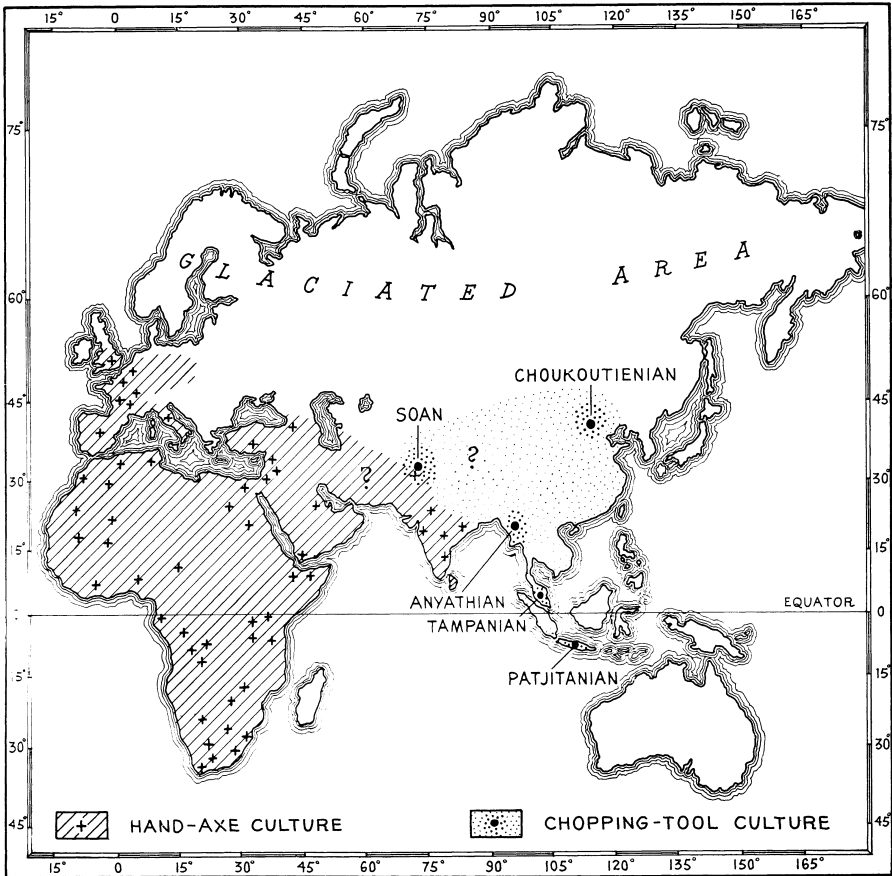 15° 0 15° 30° 45° 60° 75° 90° 105° 120° 135° 150° 165°
75° 75°
GLACIATED AREA
60° 60°
CHOUKOUTIENIAN
45° 45°
SOAN
? ?
30° 30°
15° 15°
ANYATHIAN
EQUATOR
0 0
TAMPANIAN
PATJITANIAN
15° 15°
30° 30°
HAND-AXE CULTURE CHOPPING-TOOL CULTURE
45° 45°
15° 0 15° 30° 45° 60° 75° 90° 105° 120° 135° 150° 165°